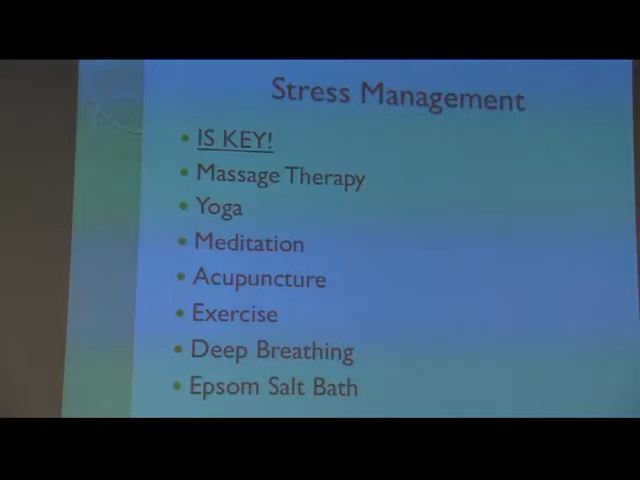 Stress Management
• IS KEY!
• Massage Therapy
• Yoga
• Meditation
• Acupuncture
• Exercise
• Deep Breathing
• Epsom Salt Bath